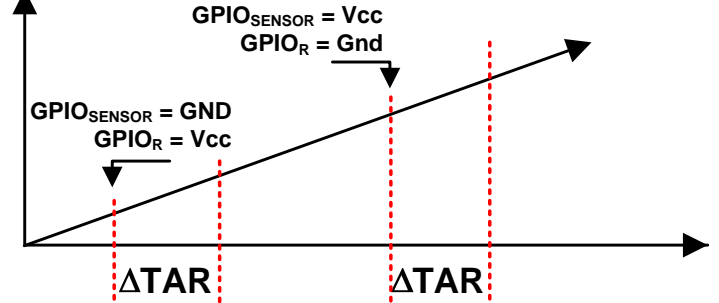 GPIOSENSOR = Vcc
GPIOR = Gnd
GPIOSENSOR = GND
GPIOR = Vcc
ΔTAR ΔTAR